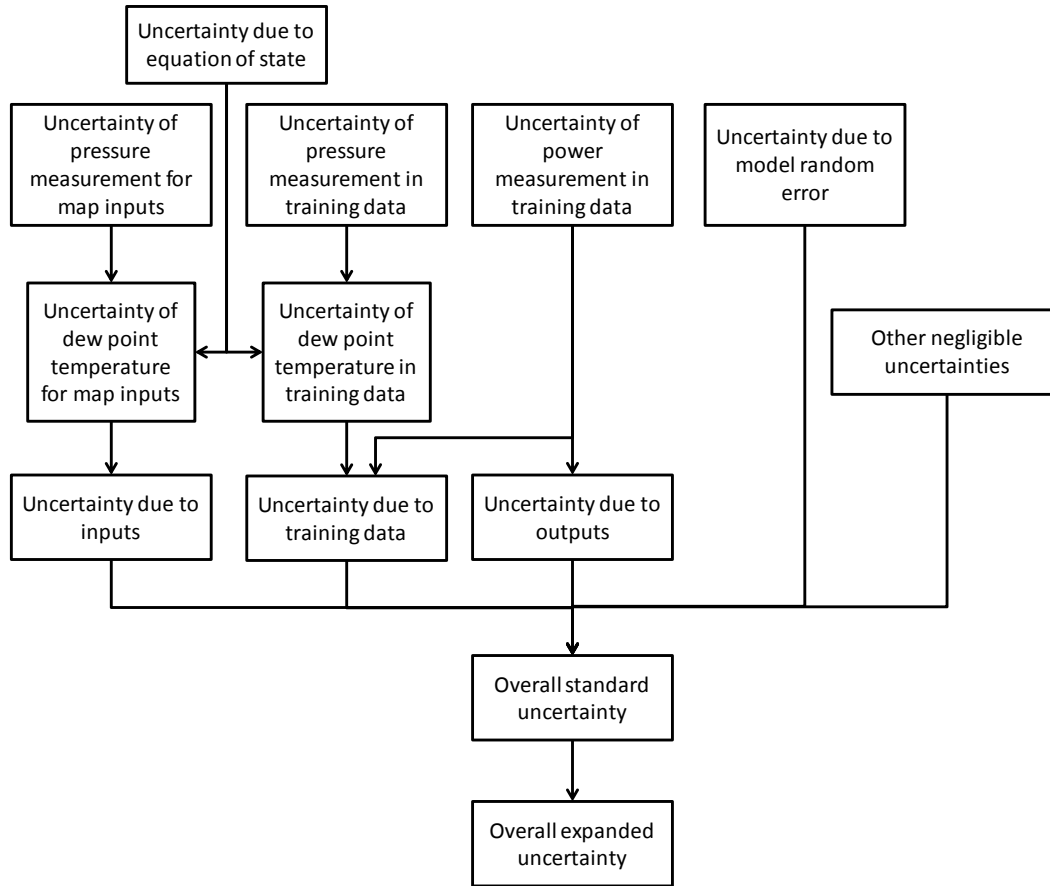 Uncertainty due to
equation of state
Uncertainty of
pressure
measurement for
map inputs
Uncertainty of
pressure
measurement in
training data
Uncertainty of
power
measurement in
training data
Uncertainty due to
model random
error
Uncertainty of
dew point
temperature
for map inputs
Uncertainty of
dew point
temperature in
training data
Other negligible
uncertainties
Uncertainty due to
inputs
Uncertainty due to
training data
Uncertainty due to
outputs
Overall standard
uncertainty
Overall expanded
uncertainty